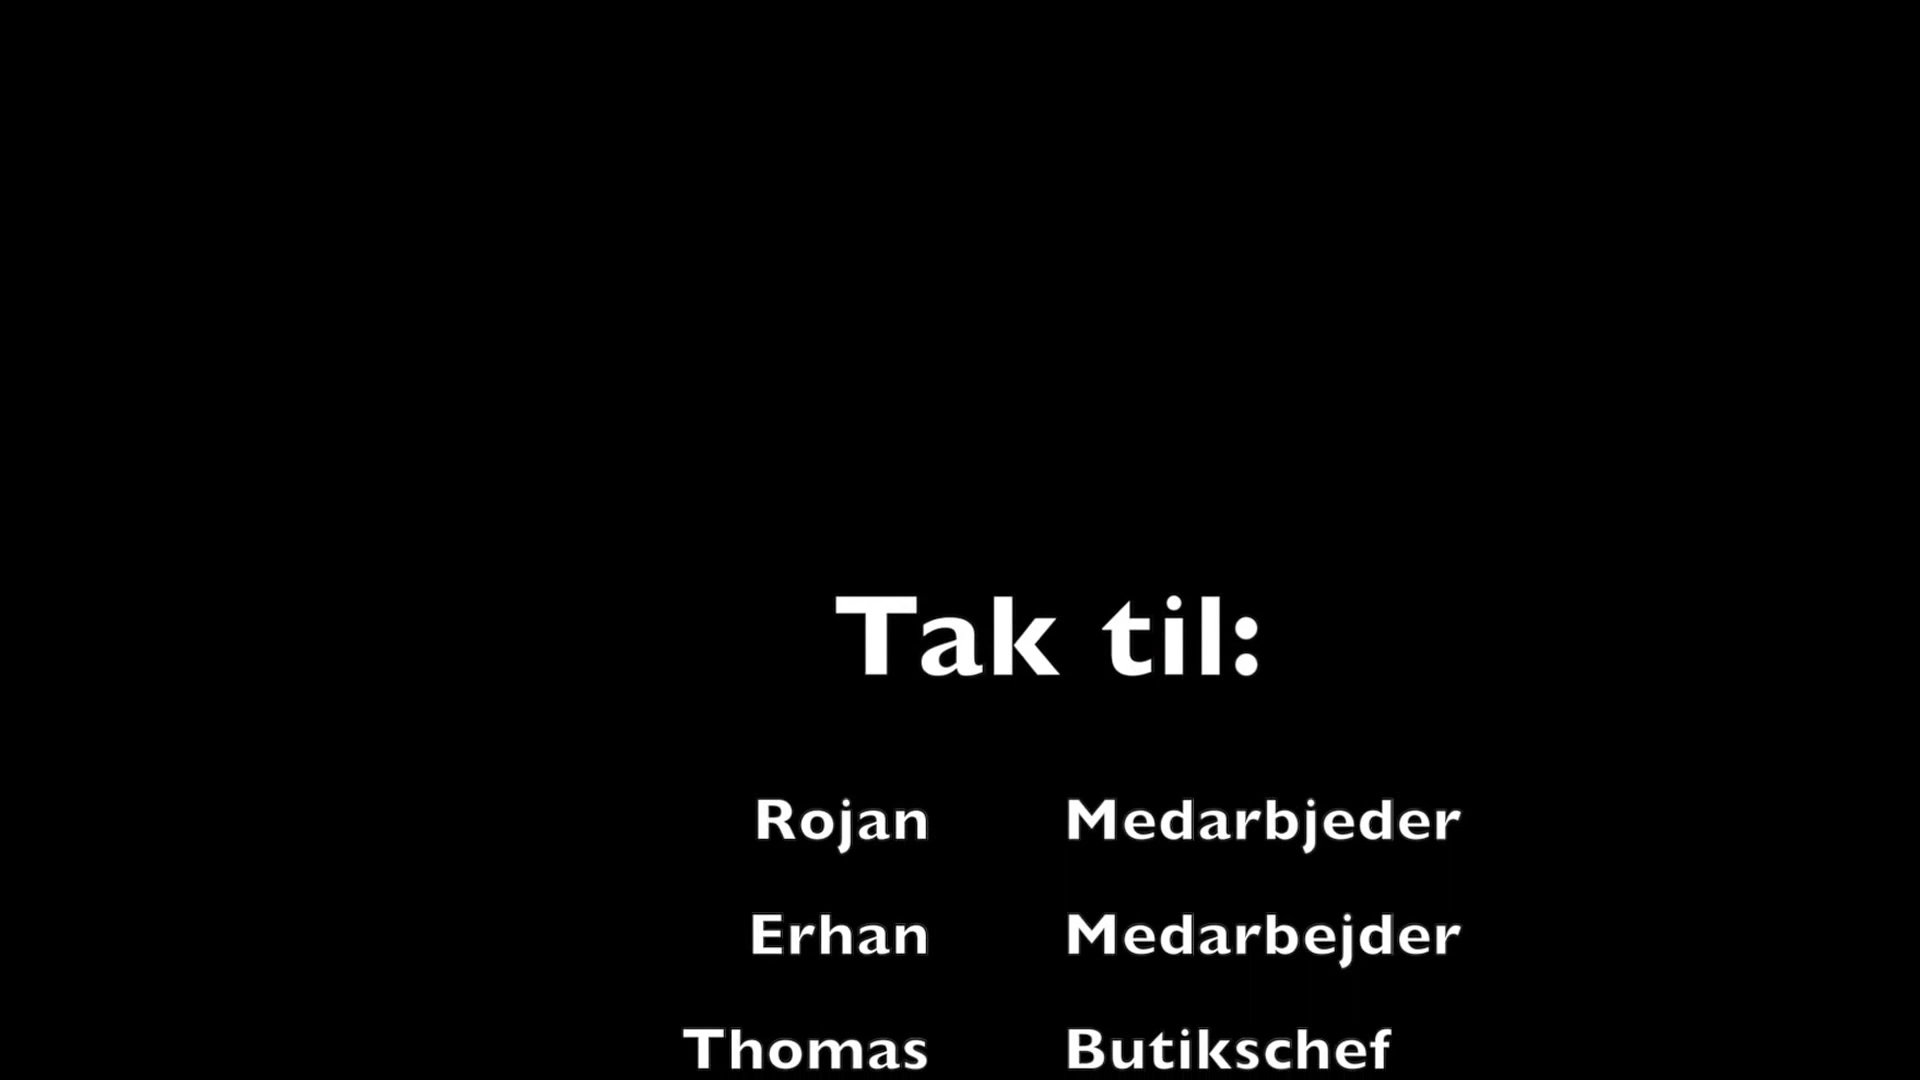 Tak til:
Rojan Medarbjeder
Erhan Medarbejder
Thomas Butikschef